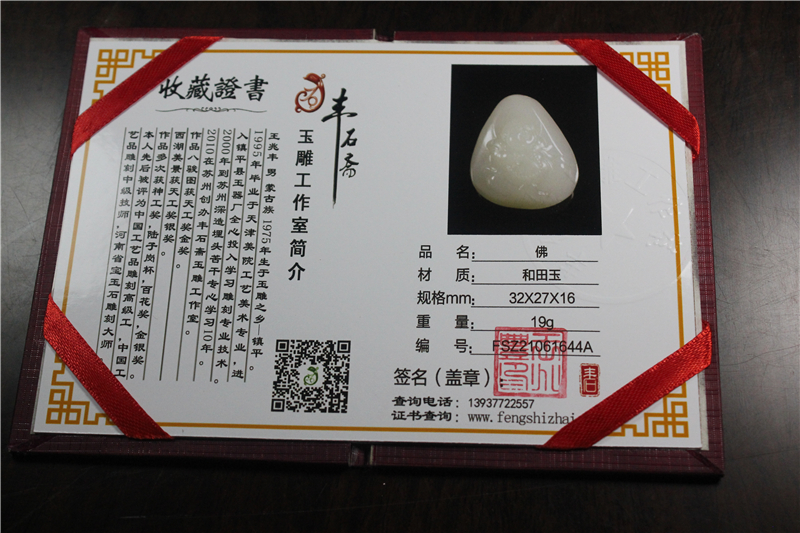 收藏證書
丰石斋
玉雕工作室简介
王兆丰 男 蒙古族 1975年生于玉雕之乡—镇平。
1995年毕业于天津美院工艺美术专业，进
入镇平县玉器厂全心投入学习雕刻专业技术。
2000年到苏州深造埋头苦干专心学习10年。
2010在苏州创办丰石斋玉雕工作室。
作品八骏图获天工奖金奖。
西湖美景获天工奖银奖。
作品多次获神工奖，陆子岗杯，百花奖，金银奖。
本人先后被评为中国工艺品雕刻高级工，中国工
艺品雕刻中级技师，河南省宝玉石雕刻大师
品 名： 佛
材 质： 和田玉
规格mm： 32X27X16
重 量： 19g
编 号： FSZ21061644A
签名（盖章）：
查询电话：13937722557
证书查询：www.fengshizhai